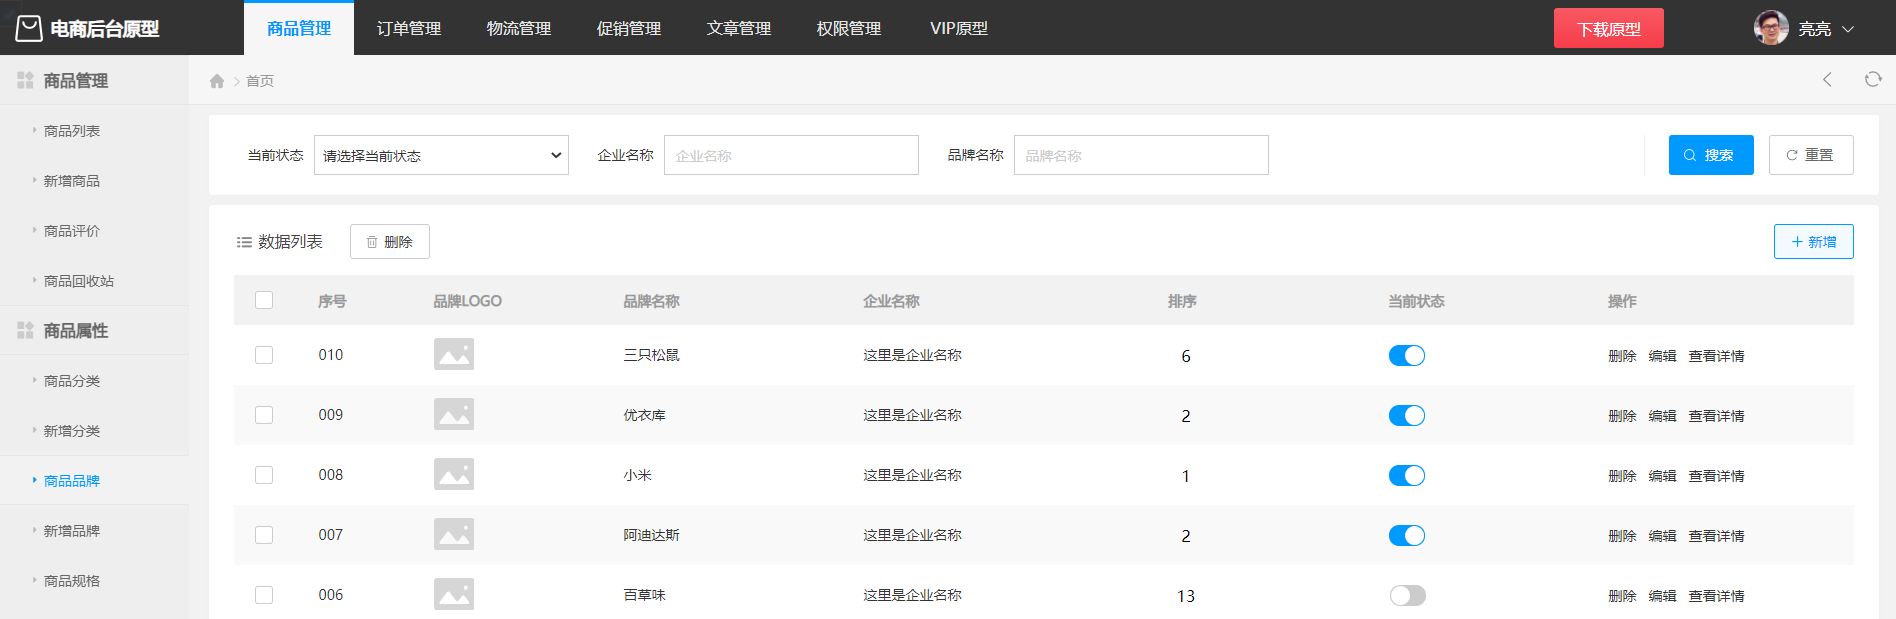 电商后台原型 商品管理 订单管理 物流管理 促销管理 文章管理 权限管理 VIP原型 下载原型 亮亮
商品管理
商品列表
新增商品
商品评价
商品回收站
商品属性
商品分类
新增分类
商品品牌
新增品牌
商品规格
首页
当前状态 请选择当前状态 企业名称 企业名称 品牌名称 品牌名称 搜索 重置
数据列表 删除 新增
序号 品牌LOGO 品牌名称 企业名称 排序 当前状态 操作
010 三只松鼠 这里是企业名称 6 删除 编辑 查看详情
009 优衣库 这里是企业名称 2 删除 编辑 查看详情
008 小米 这里是企业名称 1 删除 编辑 查看详情
007 阿迪达斯 这里是企业名称 2 删除 编辑 查看详情
006 百草味 这里是企业名称 13 删除 编辑 查看详情